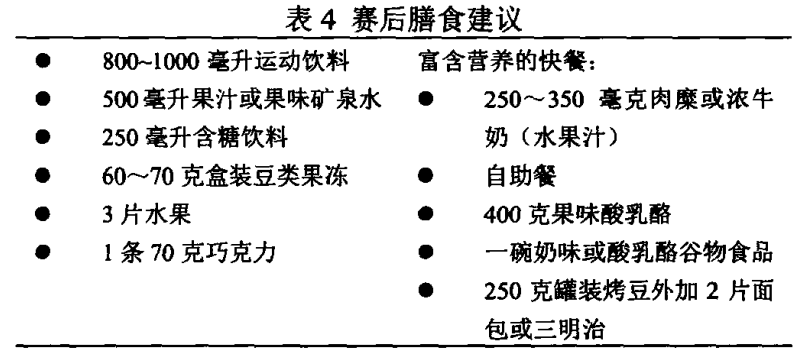 表 4 赛后膳食建议
● 800~1000 毫升运动饮料
● 500 毫升果汁或果味矿泉水
● 250 毫升含糖饮料
● 60～70 克盒装豆类果冻
● 3 片水果
● 1 条 70 克巧克力
富含营养的快餐：
● 250～350 毫克肉糜或浓牛
奶（水果汁）
● 自助餐
● 400 克果味酸乳酪
● 一碗奶味或酸乳酪谷物食品
● 250 克罐装烤豆外加 2 片面
包或三明治